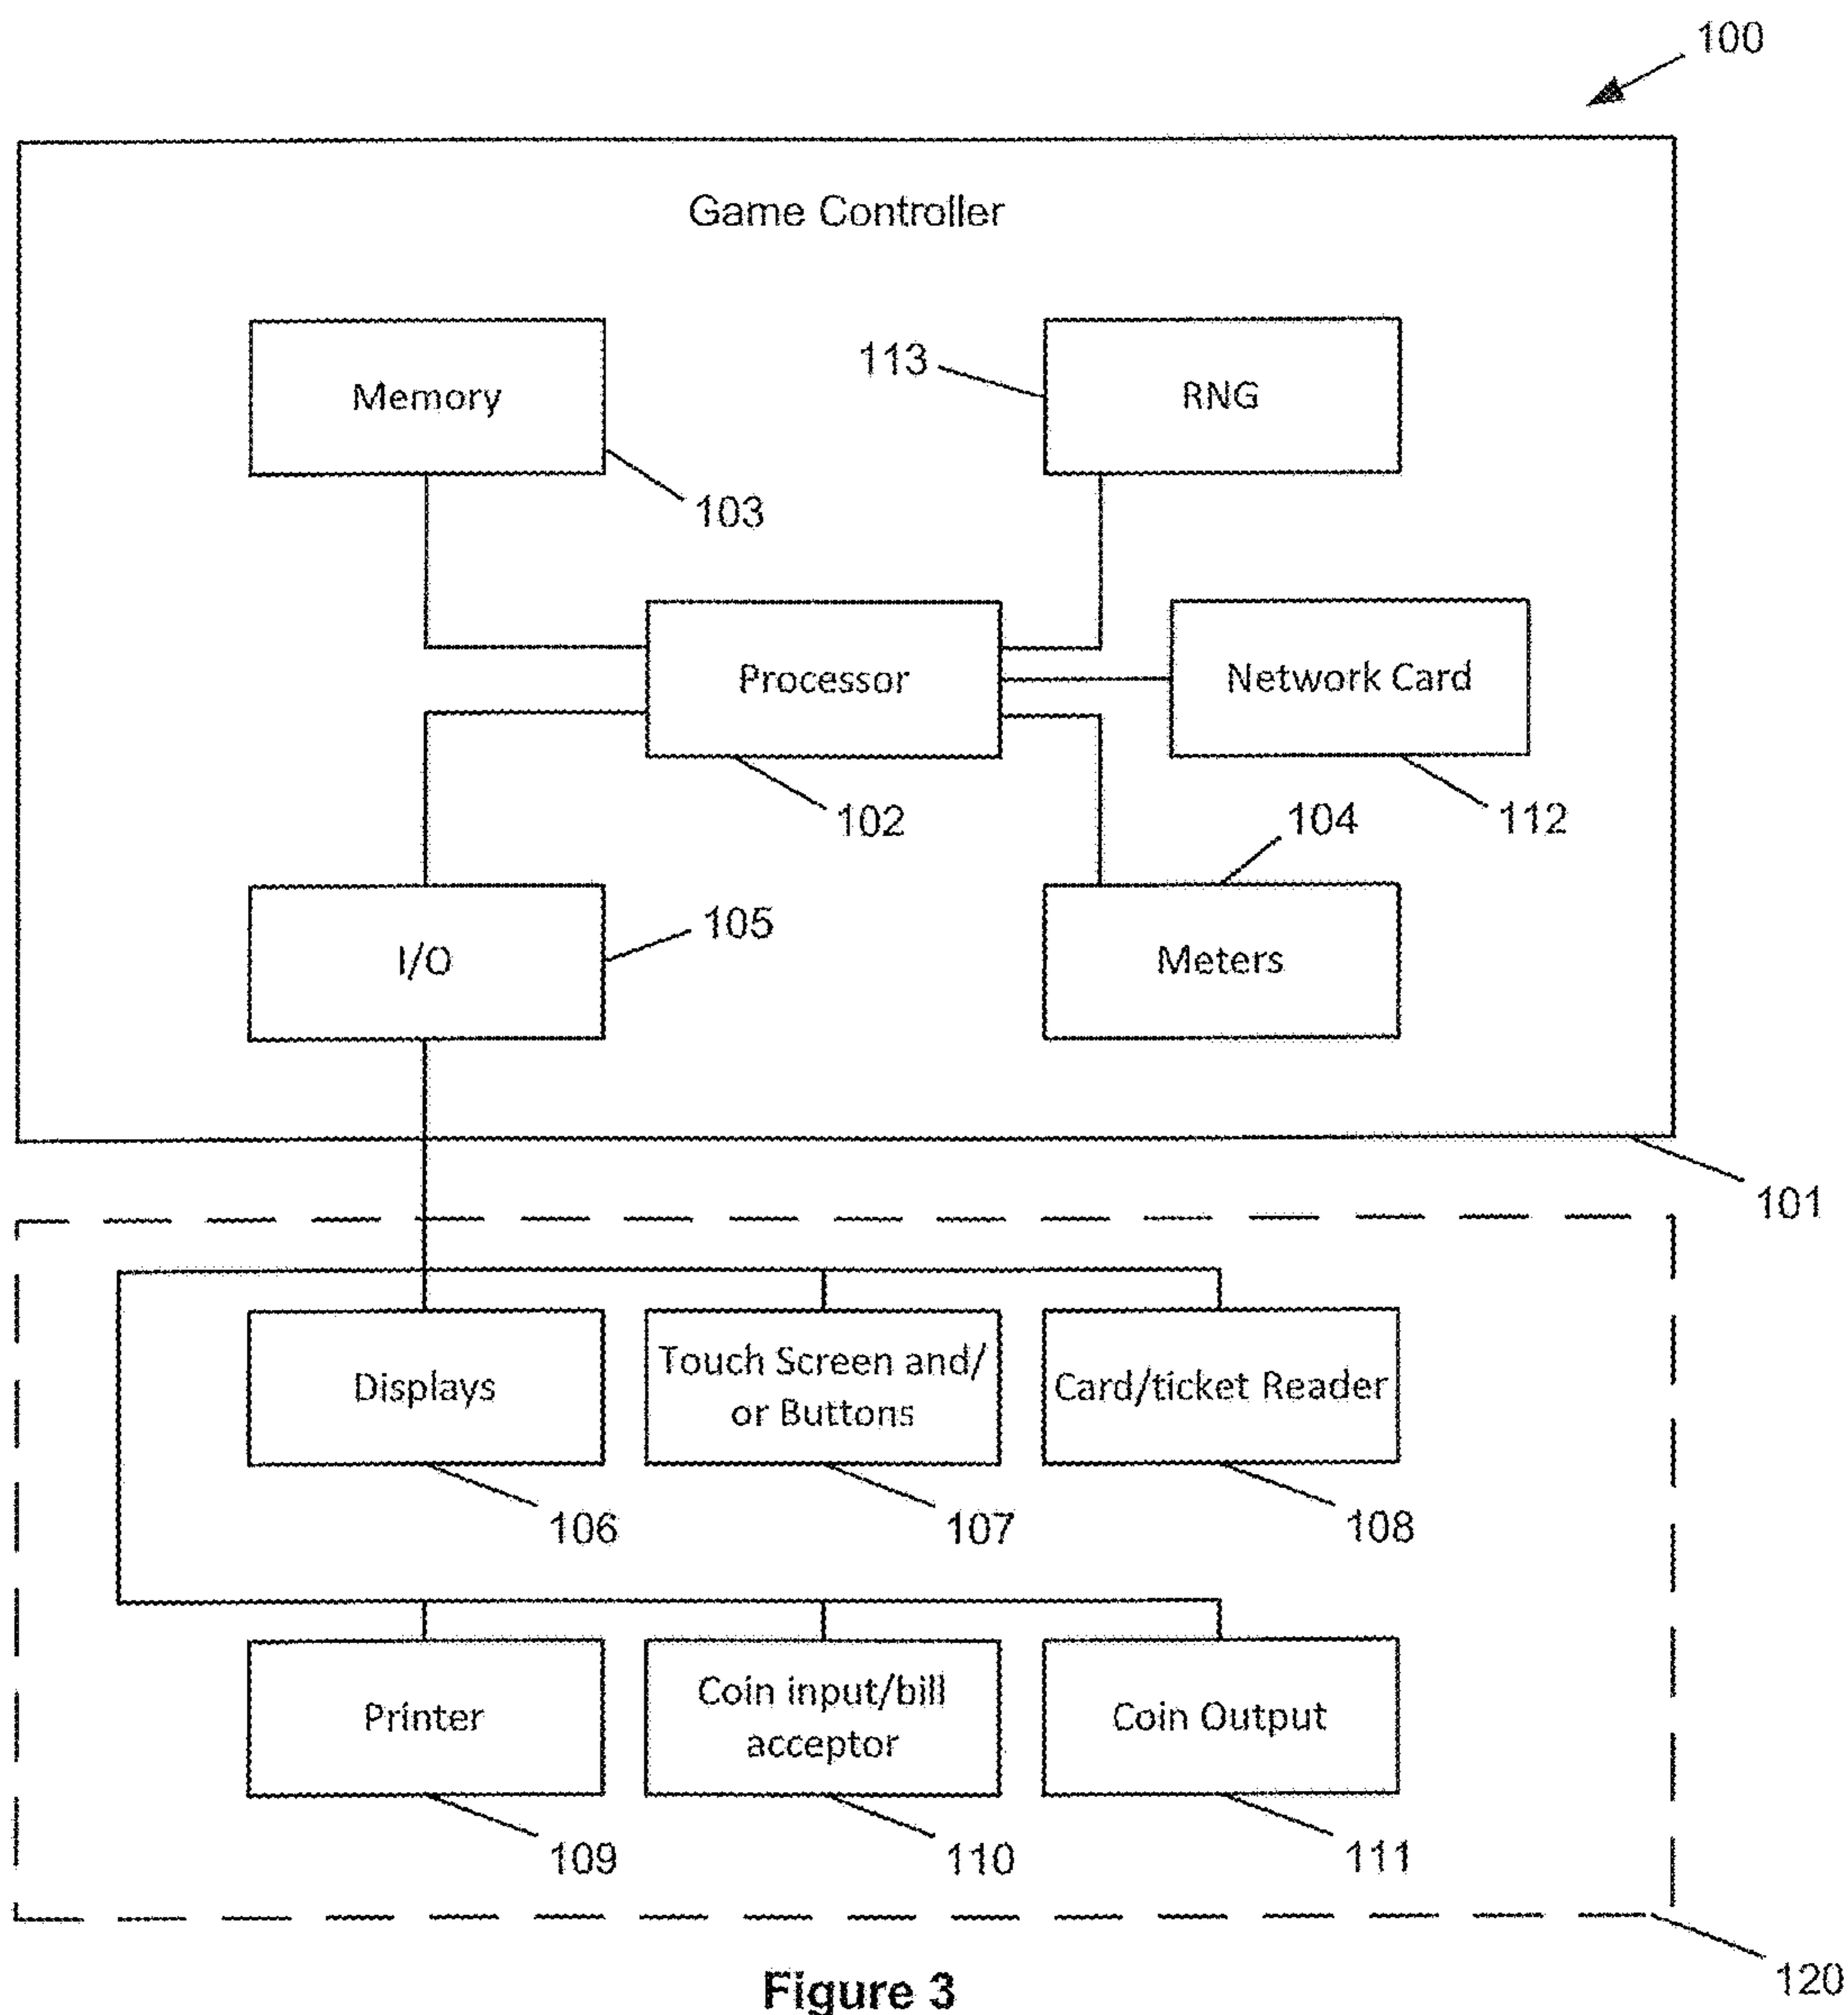 100
Game Controller
Memory
103
113
RNG
Processor
102
Network Card
112
I/O
105
104
Meters
101
Displays
106
Touch Screen and/
or Buttons
107
Card/ticket Reader
108
Printer
109
Coin input/bill
acceptor
110
Coin Output
111
120
Figure 3